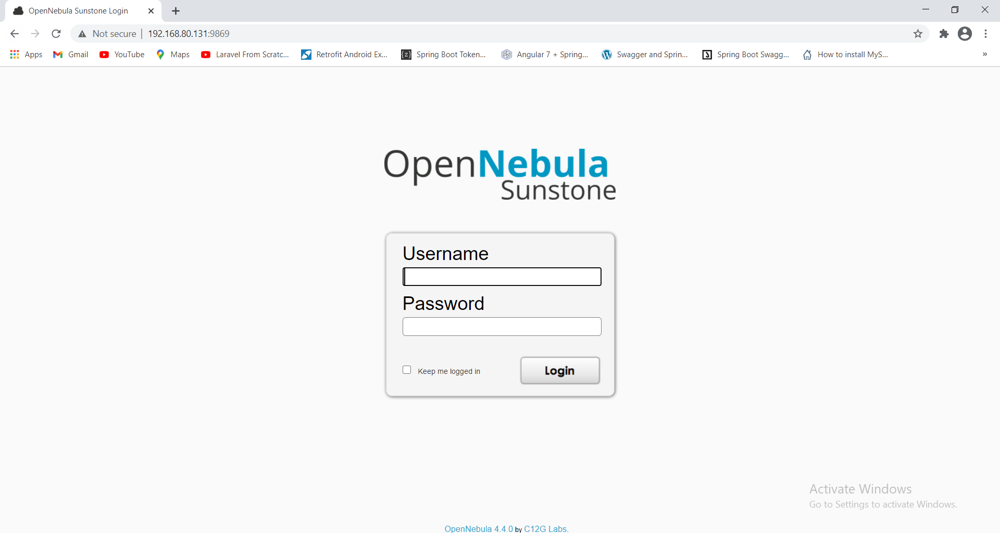 OpenNebula Sunstone Login
Not secure | 192.168.80.131:9869
Apps Gmail YouTube Maps Laravel From Scratc... Retrofit Android Ex... {z} Spring Boot Token... Angular 7 + Spring... Swagger and Sprin... Spring Boot Swagg... How to install MyS... »
OpenNebula
Sunstone
Username
Password
Keep me logged in Login
Activate Windows
Go to Settings to activate Windows.
OpenNebula 4.4.0 by C12G Labs.